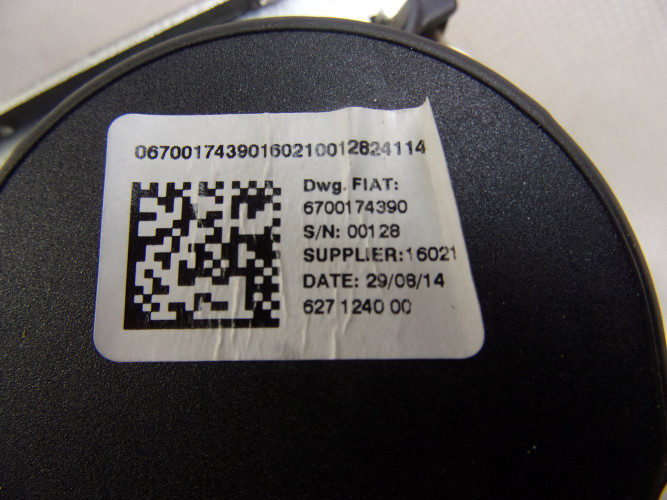 06700174390160210012824114
Dwg. FIAT:
6700174390
S/N: 00128
SUPPLIER:16021
DATE: 29/08/14
627 1240 00